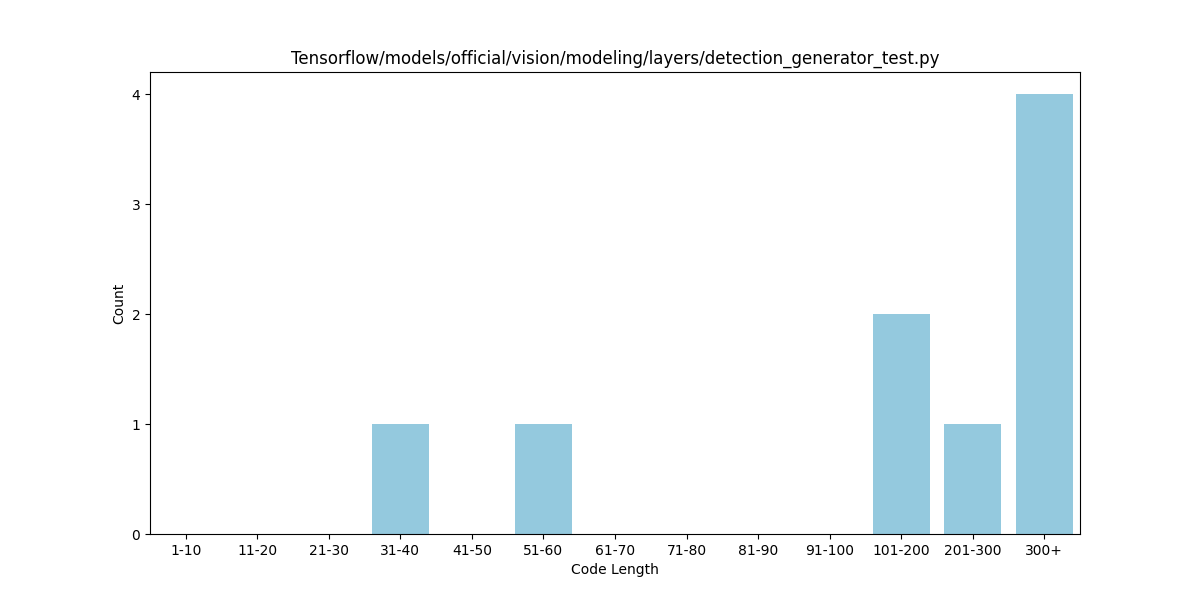 Tensorflow/models/official/vision/modeling/layers/detection_generator_test.py
4
3
2
1
0
Count
1-10 11-20 21-30 31-40 41-50 51-60 61-70 71-80 81-90 91-100 101-200 201-300 300+
Code Length